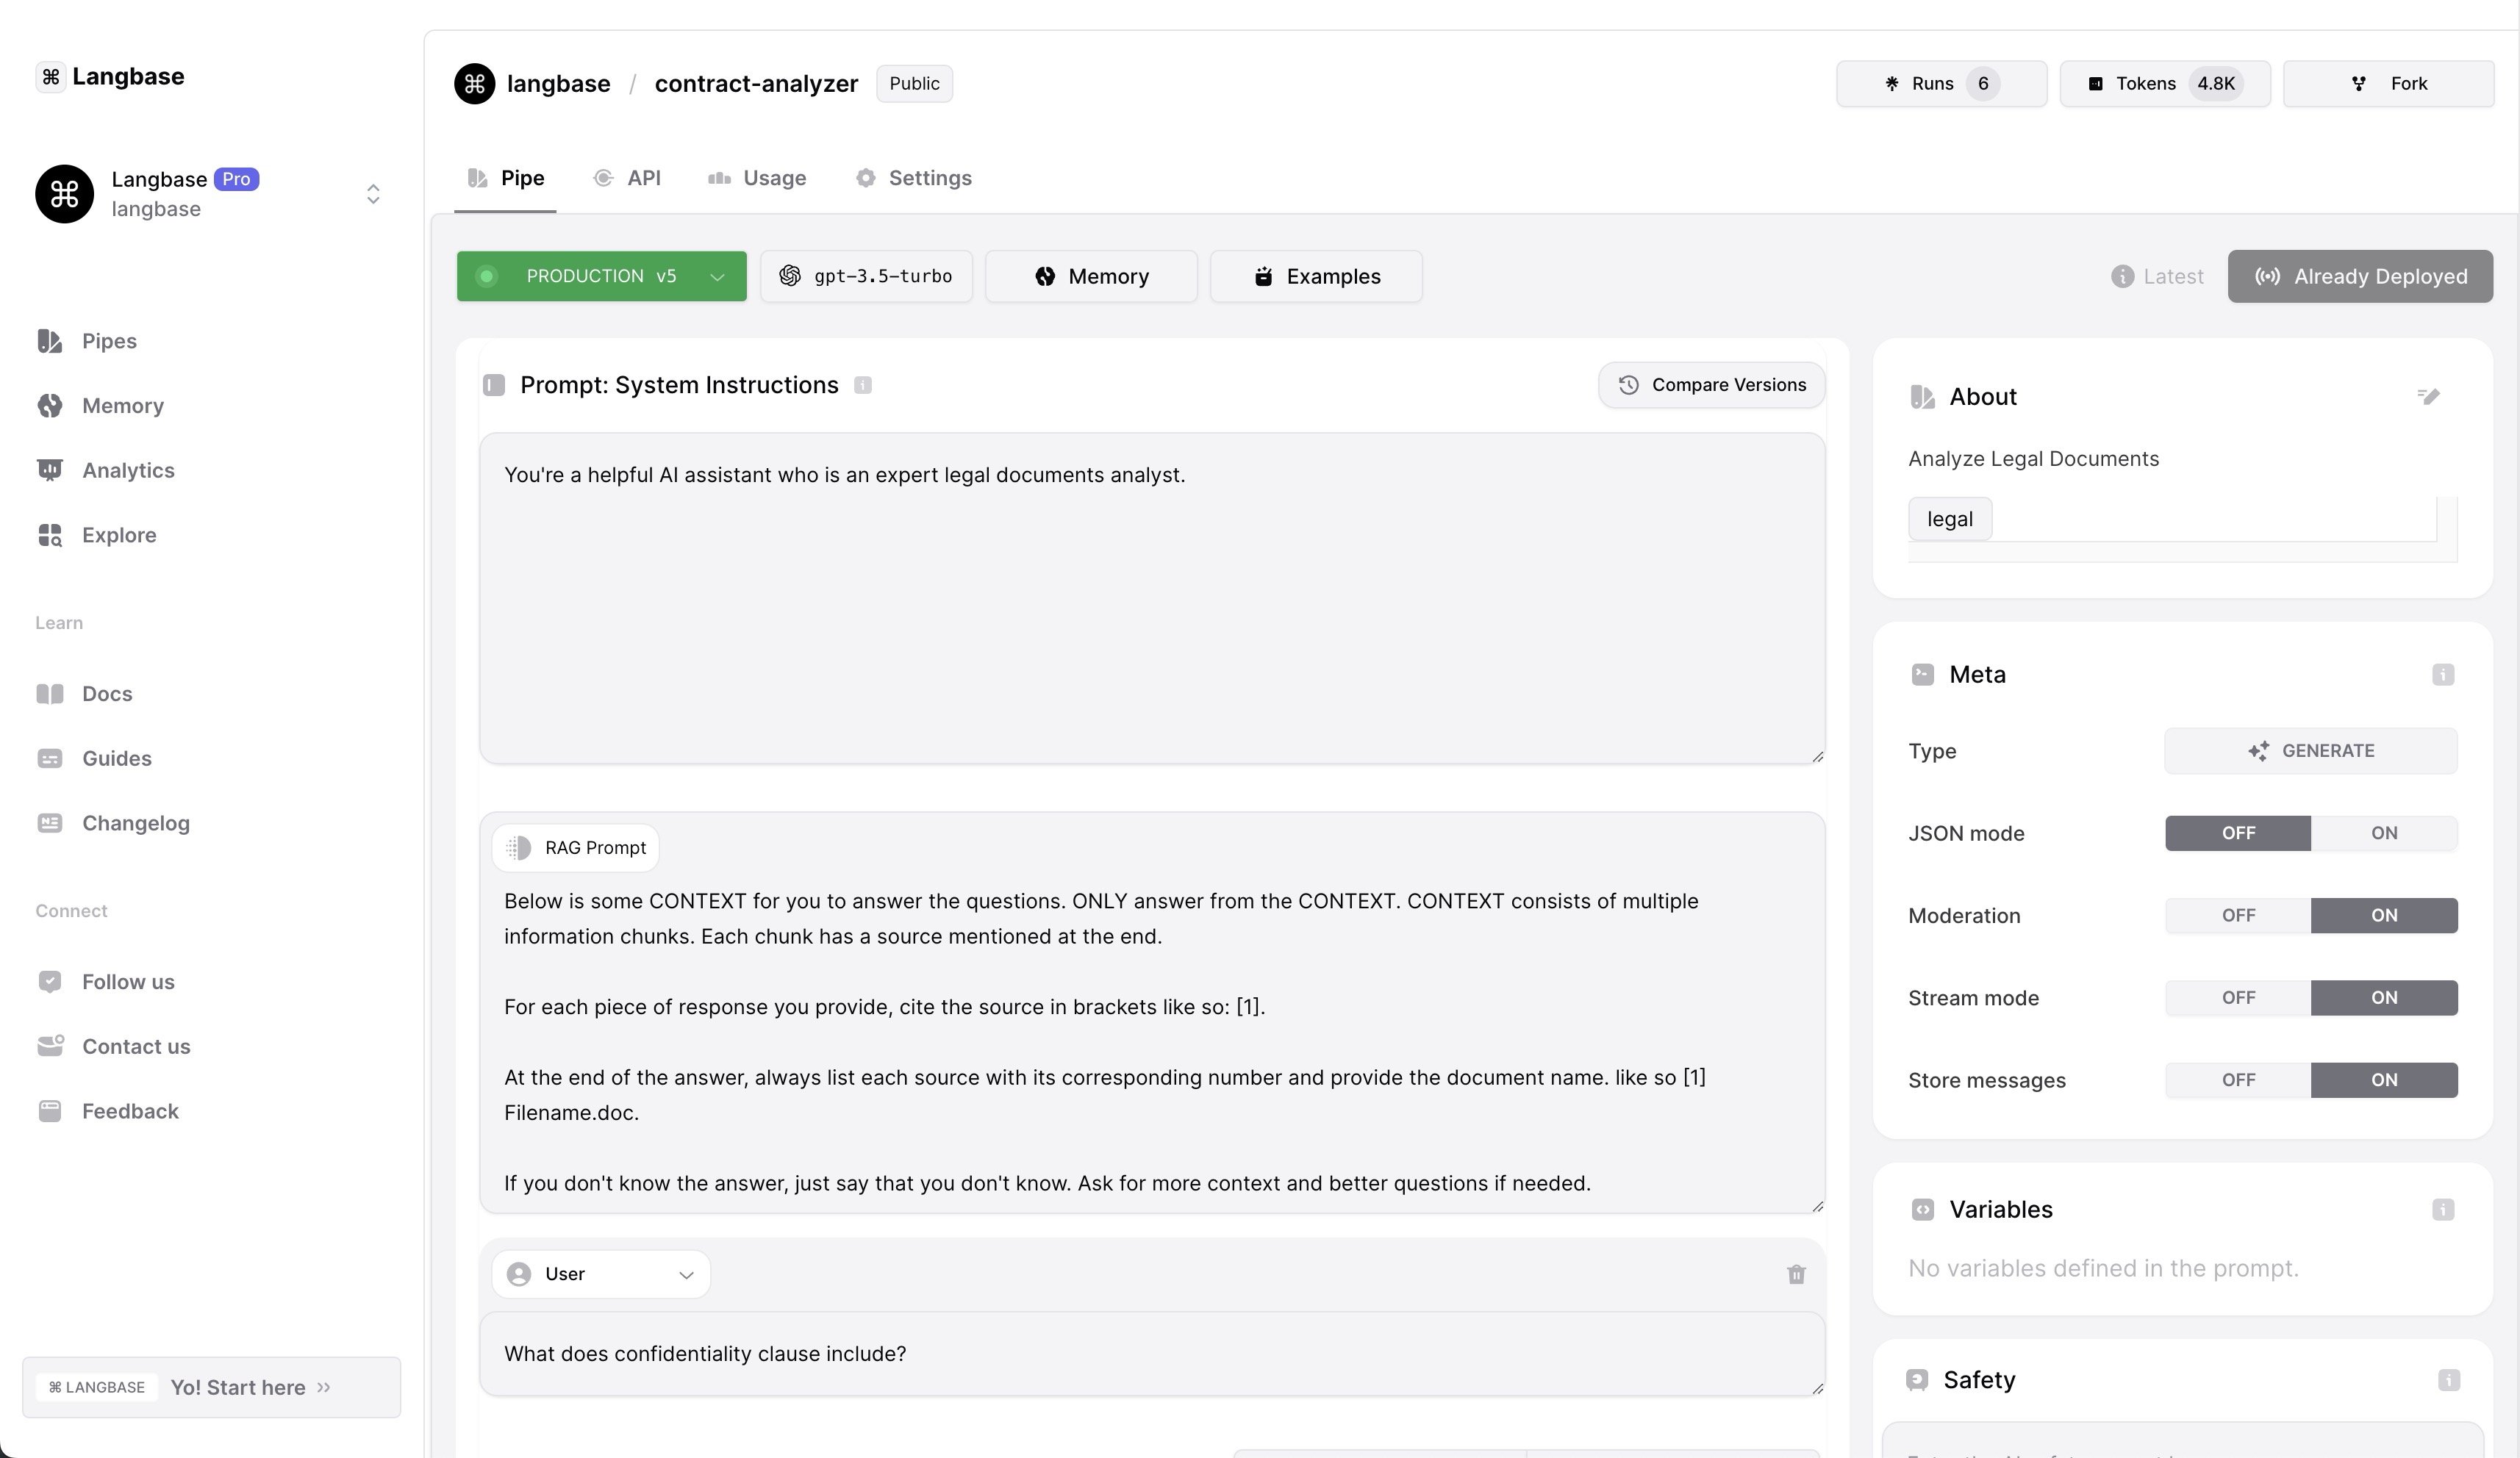 ⌘ Langbase
Langbase Pro
langbase
Pipes
Memory
Analytics
Explore
Learn
Docs
Guides
Changelog
Connect
Follow us
Contact us
Feedback
⌘ LANGBASE Yo! Start here »
langbase / contract-analyzer Public
Runs 6
Tokens 4.8K
Fork
Pipe
API
Usage
Settings
PRODUCTION v5
gpt-3.5-turbo
Memory
Examples
Latest
Already Deployed
Prompt: System Instructions
Compare Versions
You're a helpful AI assistant who is an expert legal documents analyst.
RAG Prompt
Below is some CONTEXT for you to answer the questions. ONLY answer from the CONTEXT. CONTEXT consists of multiple
information chunks. Each chunk has a source mentioned at the end.
For each piece of response you provide, cite the source in brackets like so: [1].
At the end of the answer, always list each source with its corresponding number and provide the document name. like so [1]
Filename.doc.
If you don't know the answer, just say that you don't know. Ask for more context and better questions if needed.
User
What does confidentiality clause include?
About
Analyze Legal Documents
legal
Meta
Type GENERATE
JSON mode OFF ON
Moderation OFF ON
Stream mode OFF ON
Store messages OFF ON
Variables
No variables defined in the prompt.
Safety